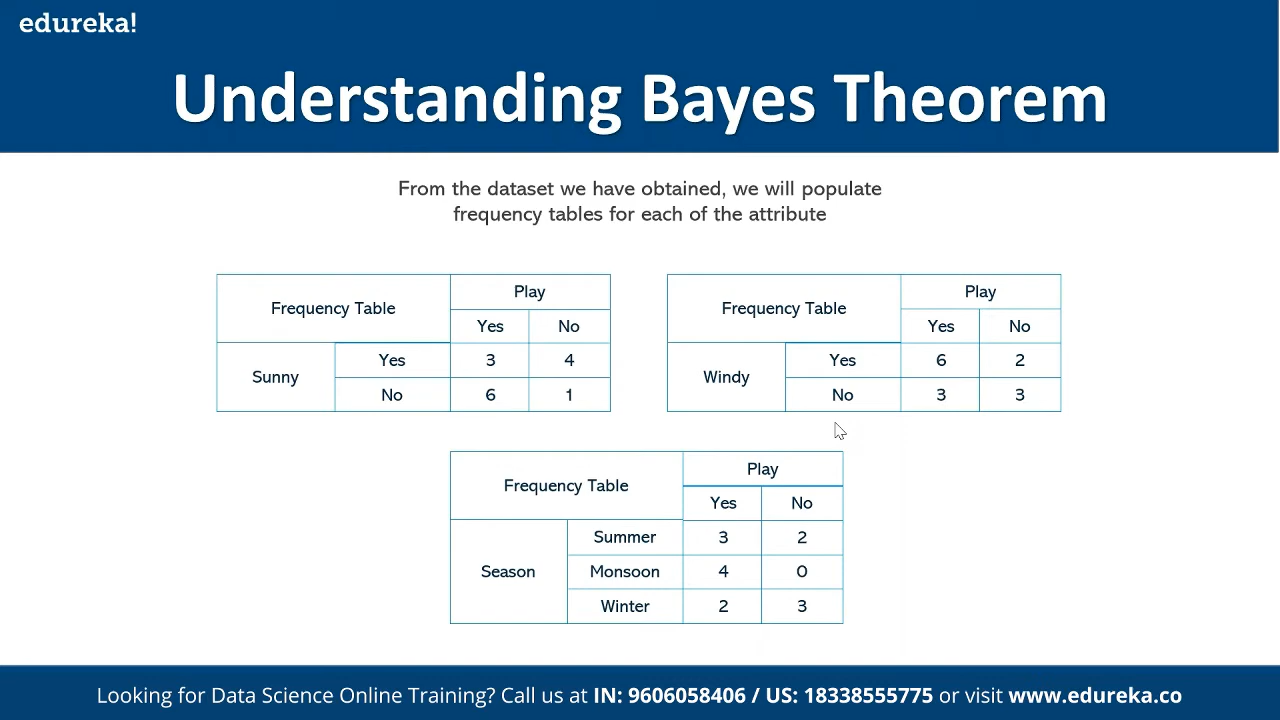 edureka!
Understanding Bayes Theorem
From the dataset we have obtained, we will populate
frequency tables for each of the attribute
Frequency Table Play
Yes No
Sunny Yes 3 4
No 6 1
Frequency Table Play
Yes No
Windy Yes 6 2
No 3 3
Frequency Table Play
Yes No
Season Summer 3 2
Monsoon 4 0
Winter 2 3
Looking for Data Science Online Training? Call us at IN: 9606058406 / US: 18338555775 or visit www.edureka.co